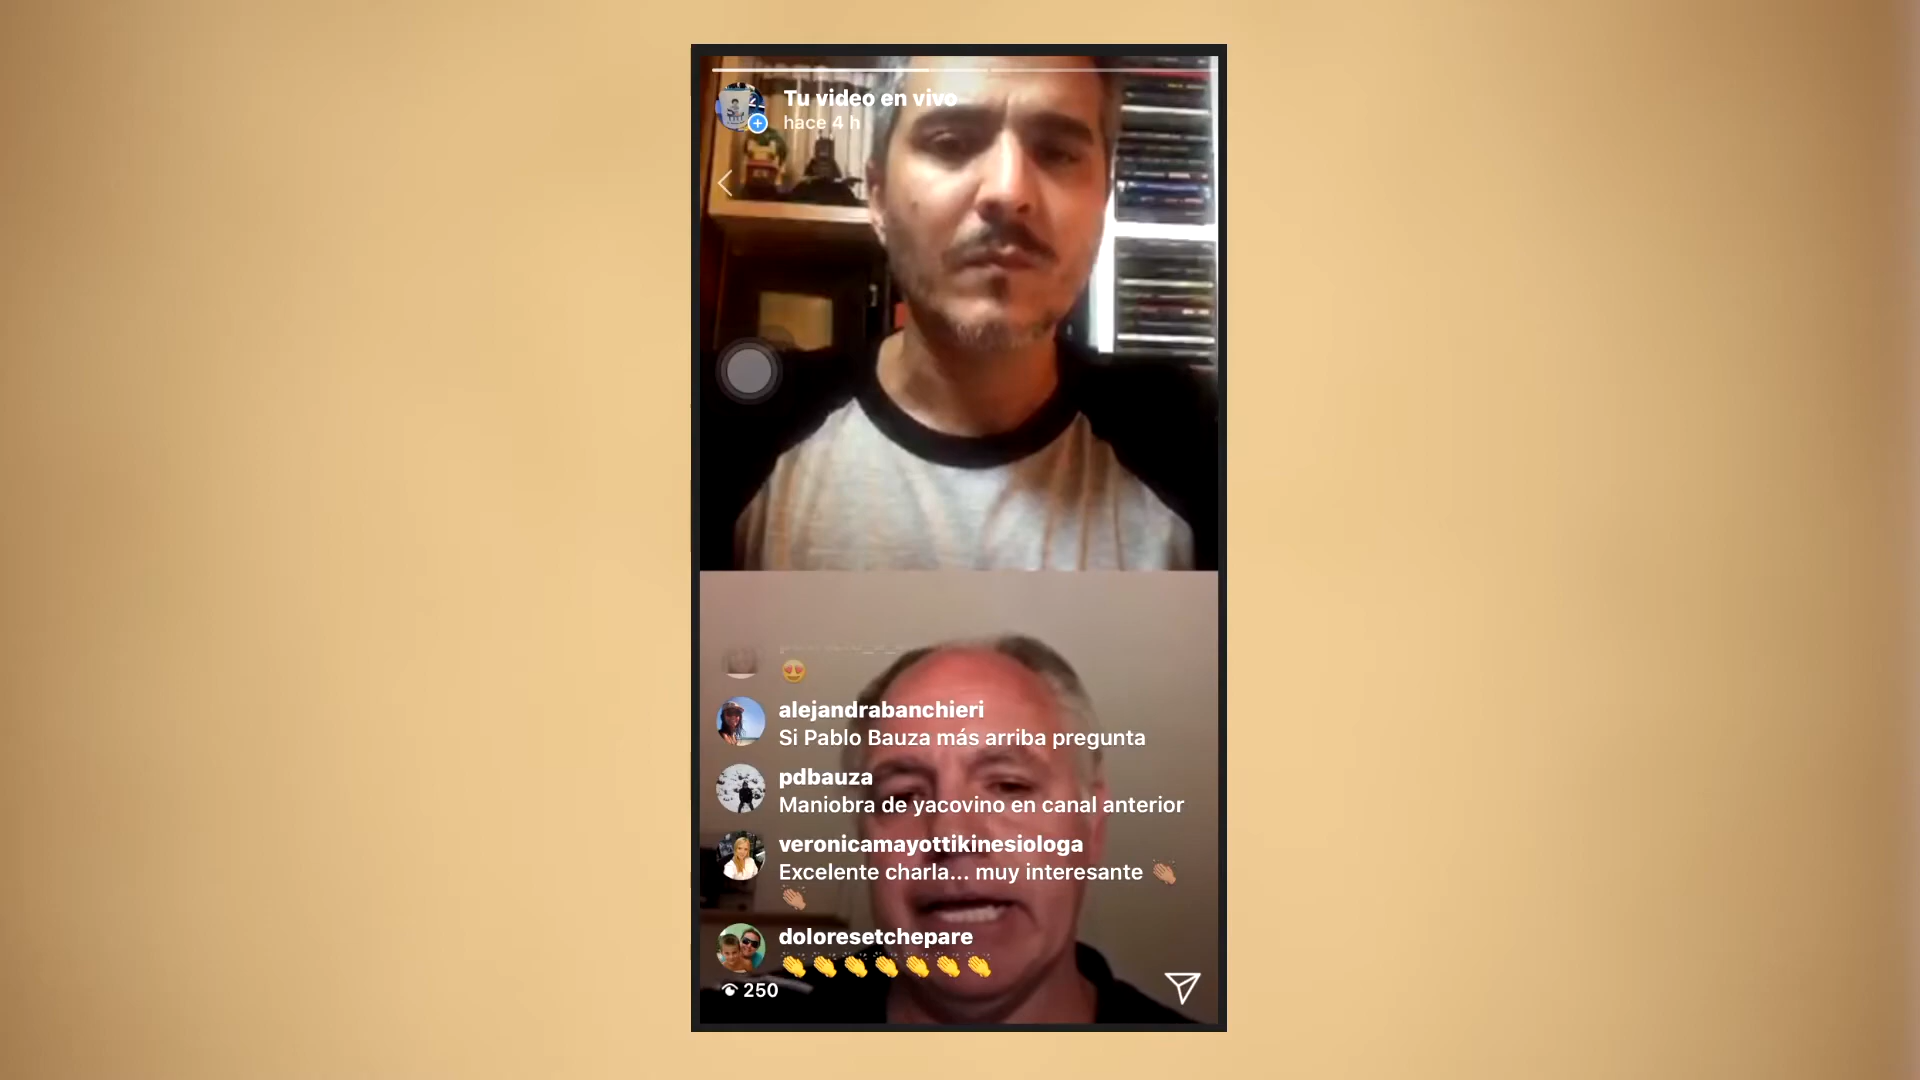 Tu video en vivo
hace 4 h
alejandrabanchieri
Si Pablo Bauza más arriba pregunta
pdbauza
Maniobra de yacovino en canal anterior
veronicamayottikinesiologa
Excelente charla... muy interesante 👏
👏
doloresetchepare
👏👏👏👏👏👏👏
250